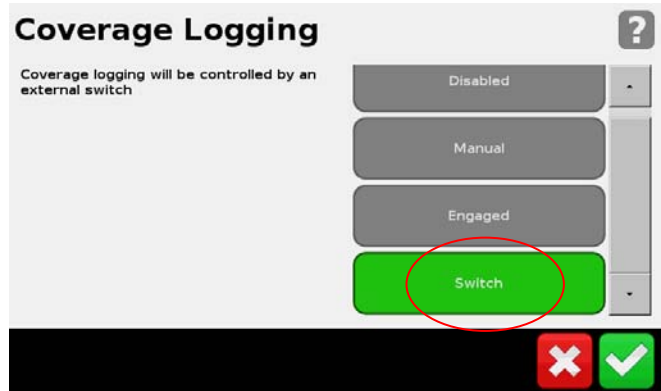 Coverage Logging
?
Coverage logging will be controlled by an
external switch
Disabled
Manual
Engaged
Switch